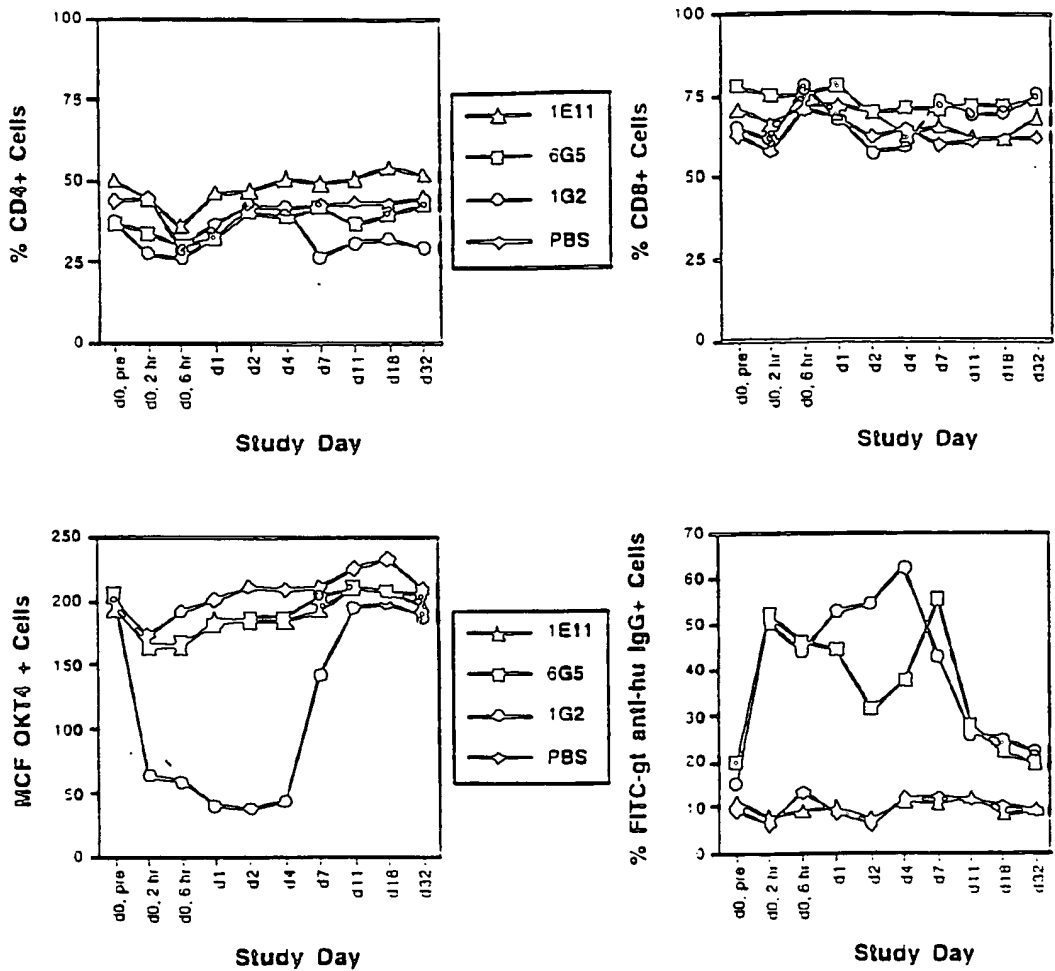 100
75
50
25
0
% CD4+ Cells
d0, pre
d0, 2 hr
d0, 6 hr
d1
d2
d4
d7
d11
d18
d32
Study Day
1E11
6G5
1G2
PBS
100
75
50
25
0
% CD8+ Cells
d0, pre
d0, 2 hr
d0, 6 hr
d1
d2
d4
d7
d11
d18
d32
Study Day
250
200
150
100
50
0
MCF OKT4 + Cells
d0, pre
d0, 2 hr
d0, 6 hr
d1
d2
d4
d7
d11
d18
d32
Study Day
1E11
6G5
1G2
PBS
70
60
50
40
30
20
10
0
% FITC-gt anti-hu IgG+ Cells
d0, pre
d0, 2 hr
d0, 6 hr
d1
d2
d4
d7
d11
d18
d32
Study Day